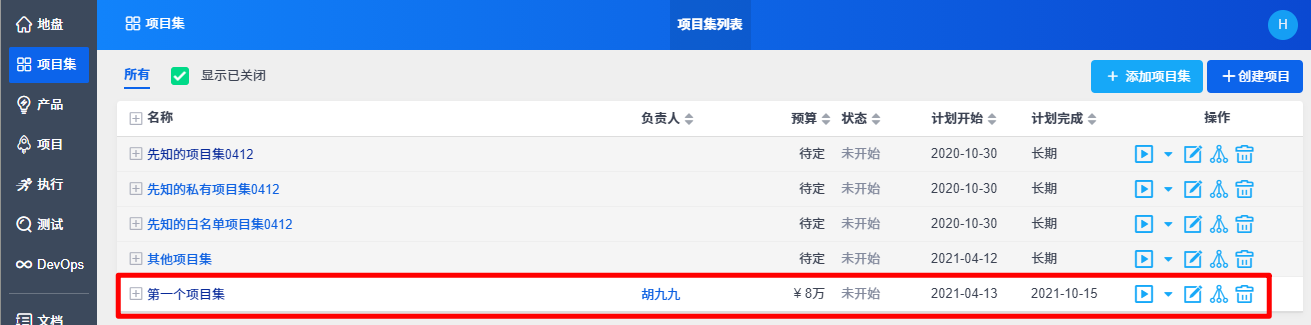 地盘
项目集
产品
项目
执行
测试
DevOps
文档
项目集
项目集列表
H
所有
显示已关闭
添加项目集
创建项目
名称 负责人 预算 状态 计划开始 计划完成 操作
先知的项目集0412 待定 未开始 2020-10-30 长期
先知的私有项目集0412 待定 未开始 2020-10-30 长期
先知的白名单项目集0412 待定 未开始 2020-10-30 长期
其他项目集 待定 未开始 2021-04-12 长期
第一个项目集 胡九九 ¥ 8万 未开始 2021-04-13 2021-10-15